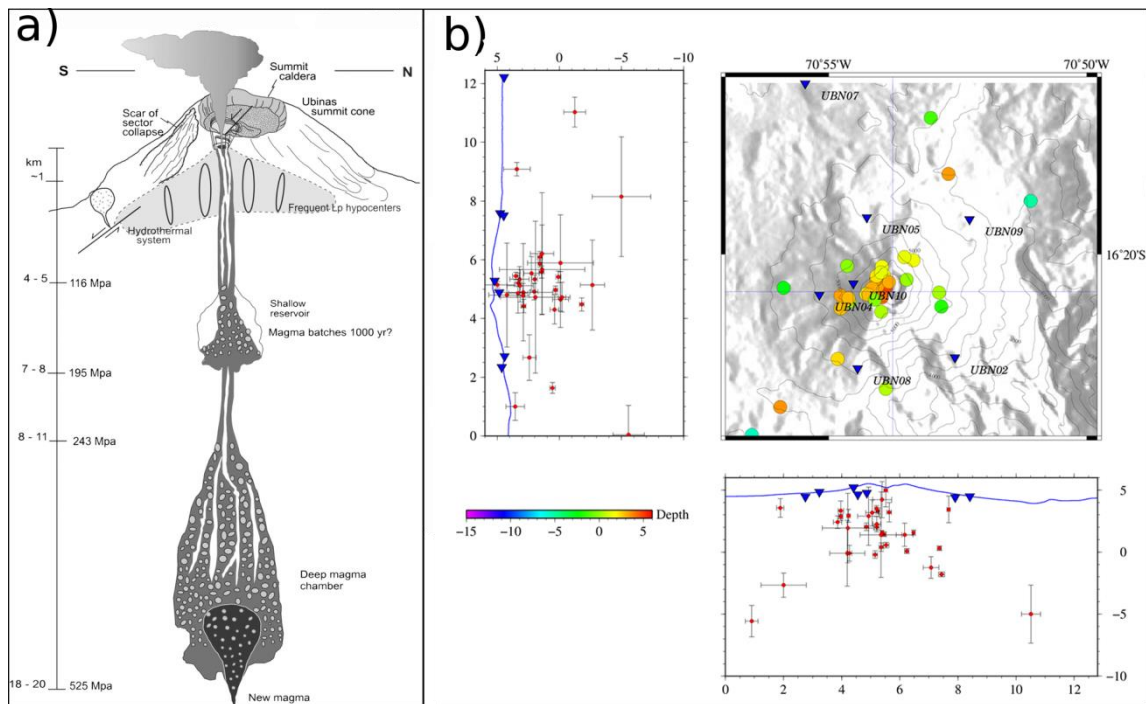 a)
S
N
Summit
caldera
Ubinas
summit cone
Scar of
sector
collapse
km
~1
Frequent Lp hypocenters
Hydrothermal
system
4 - 5
116 Mpa
Shallow
reservoir
Magma batches 1000 yr?
7 - 8
195 Mpa
8 - 11
243 Mpa
Deep magma
chamber
18 - 20
525 Mpa
New magma
b)
5 0 -5 -10
12
10
8
6
4
2
0
70°55'W
70°50'W
UBN07
UBN05
UBN09
16°20'S
UBN10
UBN04
UBN02
UBN08
Depth
-15 -10 -5 0 5
5
0
-5
-10
0 2 4 6 8 10 12